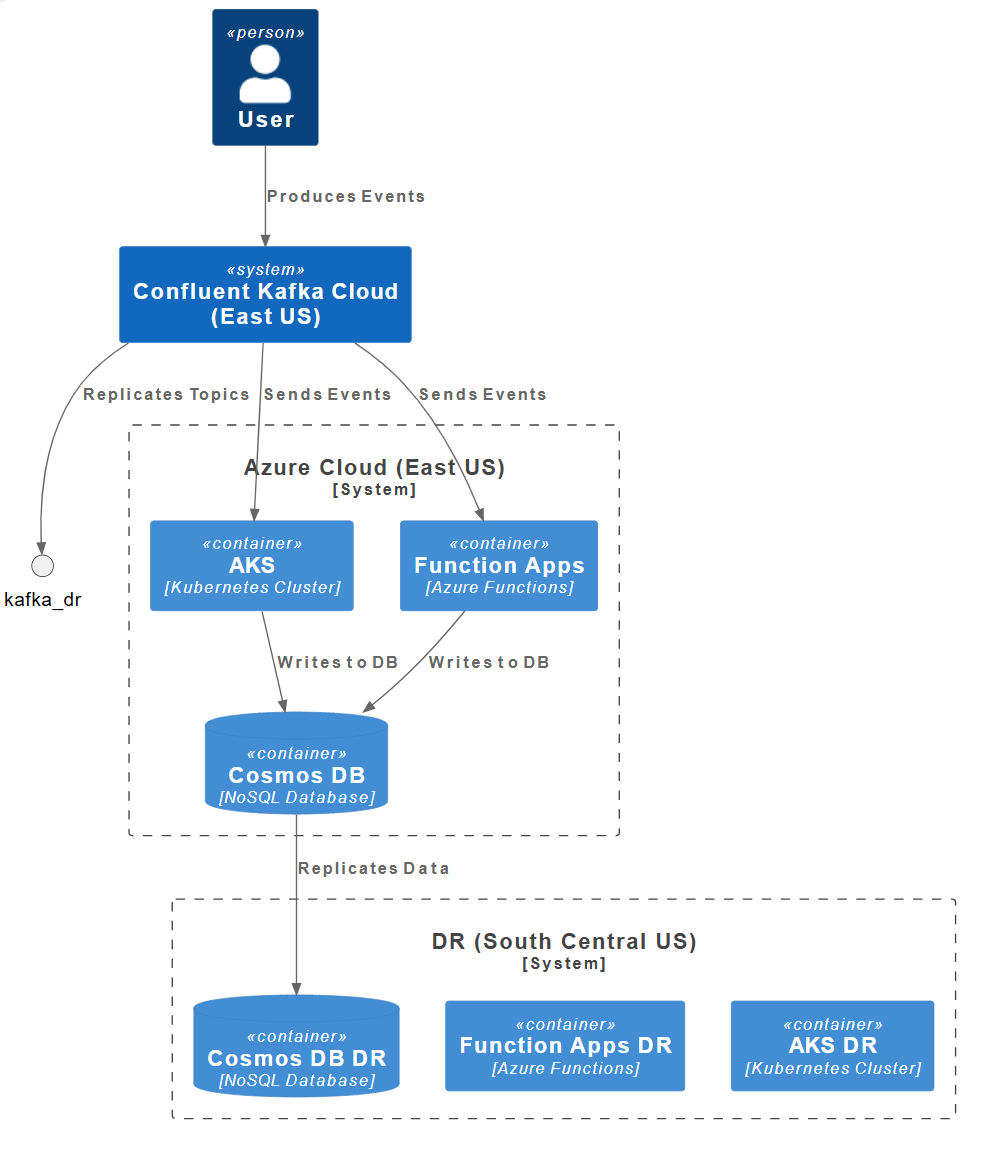 «person»
User
Produces Events
«system»
Confluent Kafka Cloud
(East US)
Replicates Topics
Sends Events
Sends Events
Azure Cloud (East US)
[System]
«container»
AKS
[Kubernetes Cluster]
«container»
Function Apps
[Azure Functions]
kafka_dr
Writes to DB
Writes to DB
«container»
Cosmos DB
[NoSQL Database]
Replicates Data
DR (South Central US)
[System]
«container»
Cosmos DB DR
[NoSQL Database]
«container»
Function Apps DR
[Azure Functions]
«container»
AKS DR
[Kubernetes Cluster]